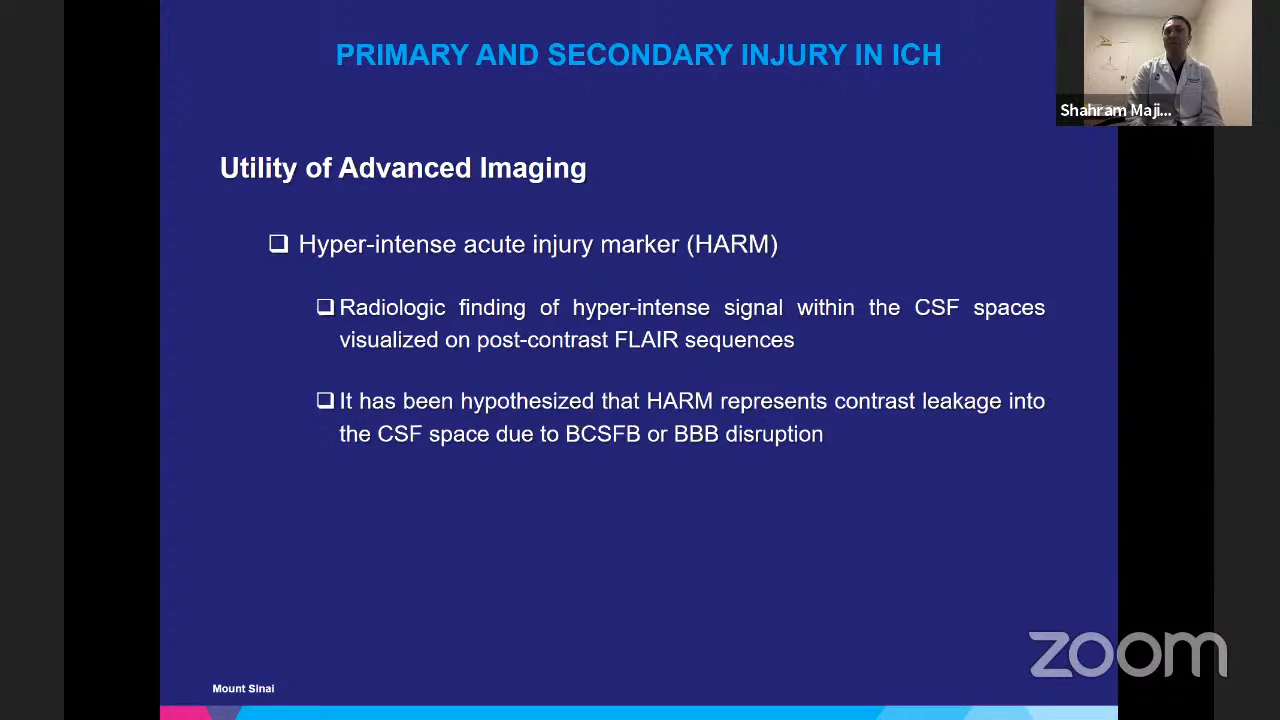 PRIMARY AND SECONDARY INJURY IN ICH
Shahram Maji...
Utility of Advanced Imaging
Hyper-intense acute injury marker (HARM)
Radiologic finding of hyper-intense signal within the CSF spaces
visualized on post-contrast FLAIR sequences
It has been hypothesized that HARM represents contrast leakage into
the CSF space due to BCSFB or BBB disruption
zoom
Mount Sinai